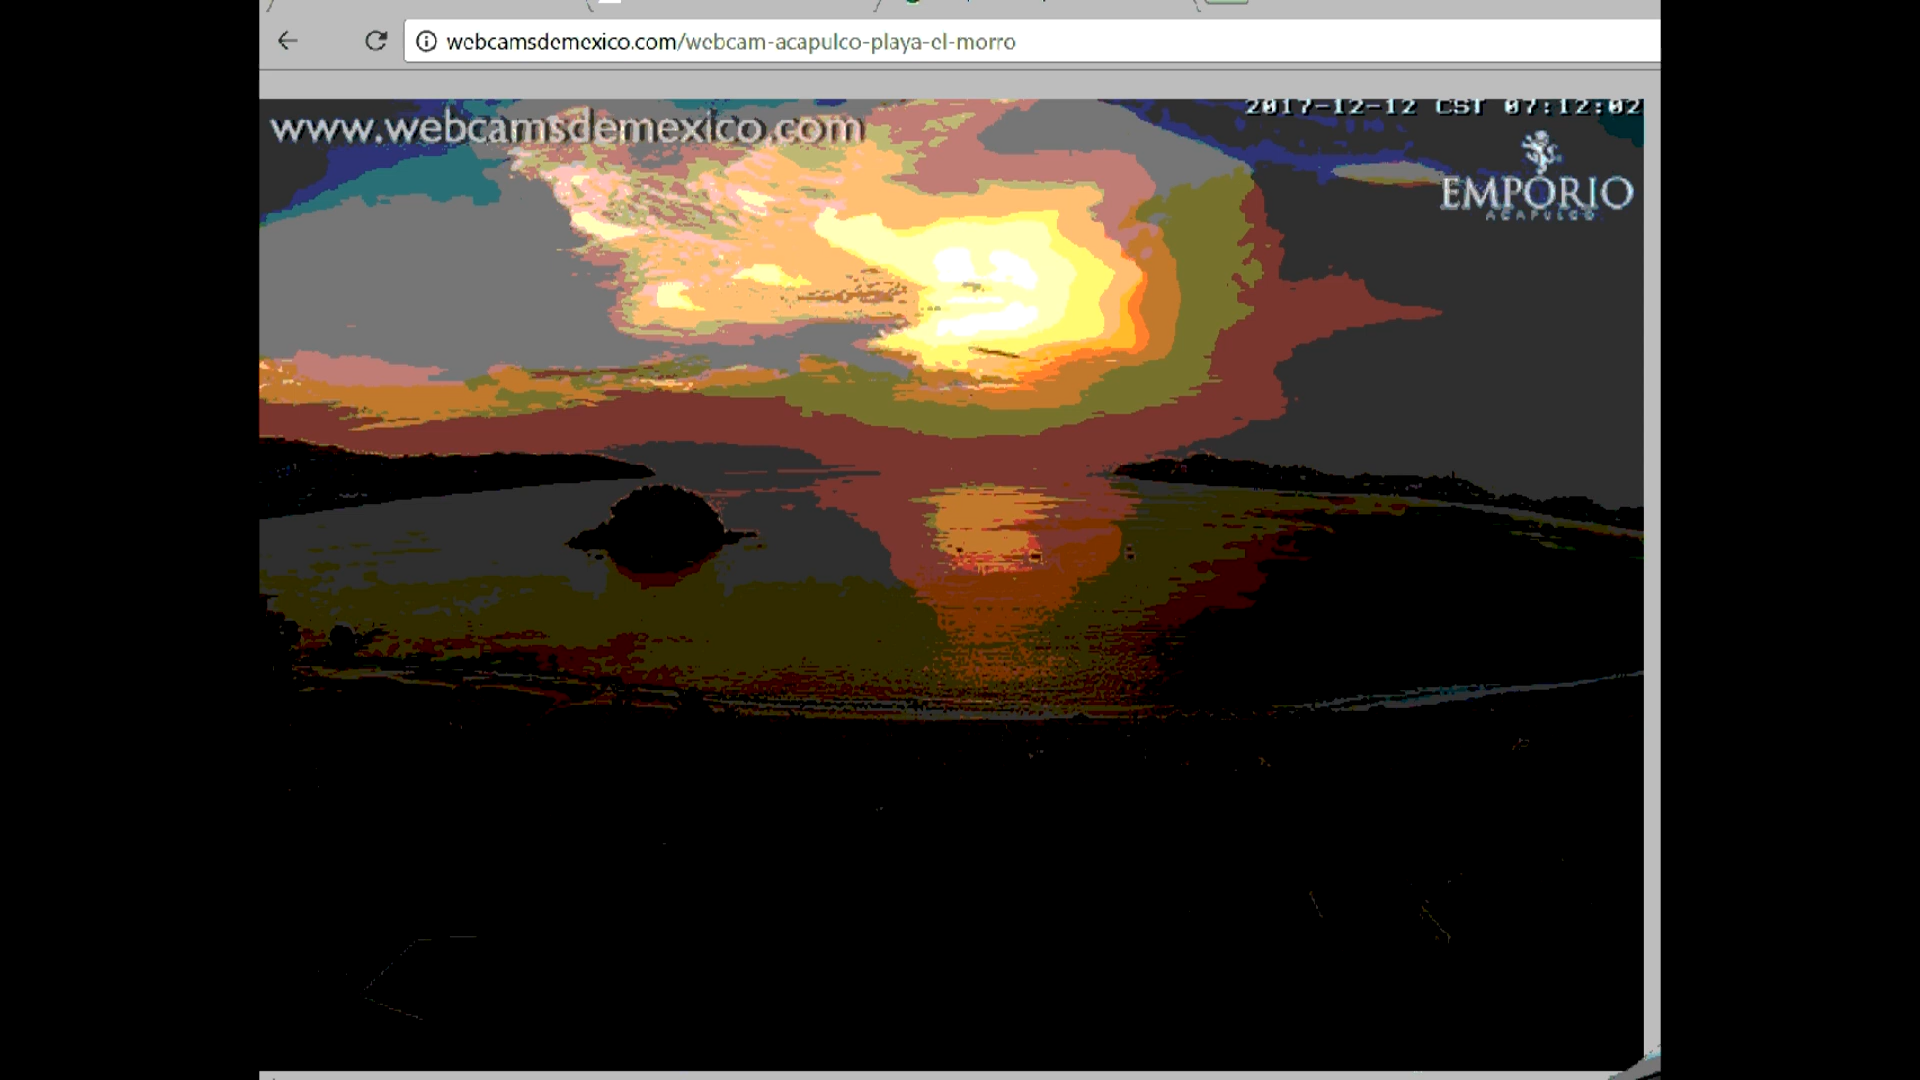 webcamsdemexico.com/webcam-acapulco-playa-el-morro
2017-12-12 CST 07:12:02
www.webcamsdemexico.com
EMPORIO
ACAPULCO